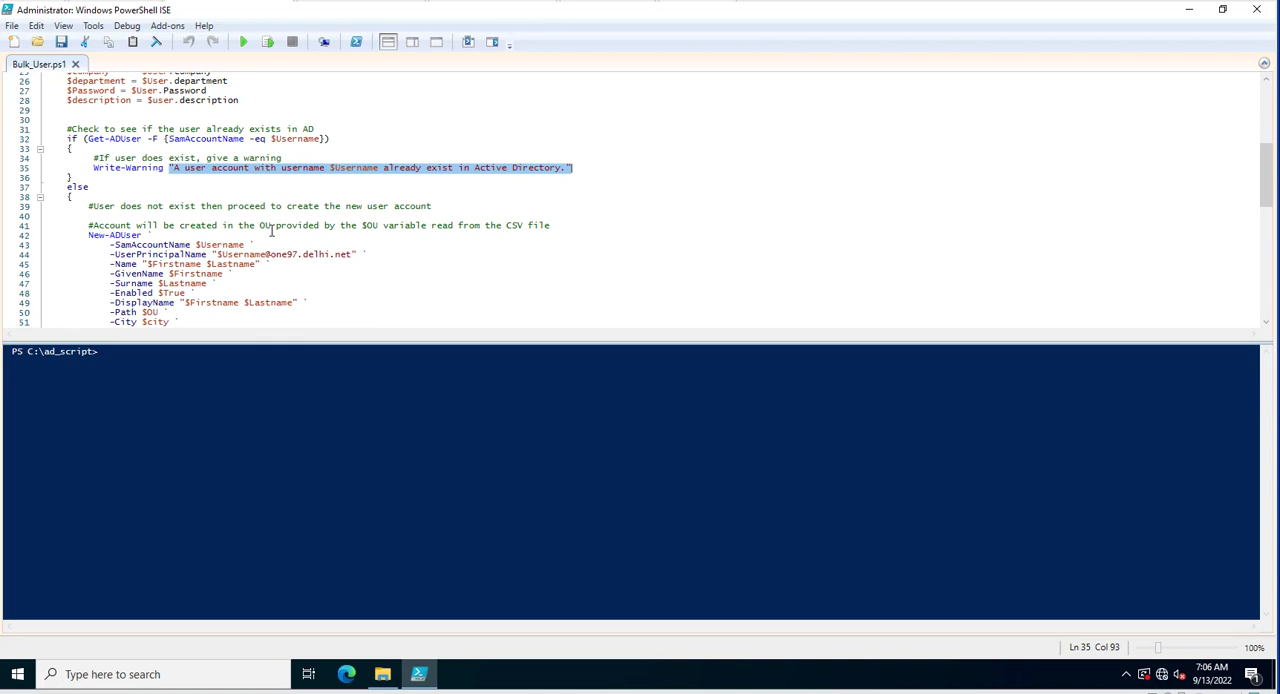 Administrator: Windows PowerShell ISE
File Edit View Tools Debug Add-ons Help
Bulk_User.ps1
25 $company = $User.company
26 $department = $User.department
27 $Password = $User.Password
28 $description = $user.description
29
30
31 #Check to see if the user already exists in AD
32 if (Get-ADUser -F {SamAccountName -eq $Username})
33 {
34 #If user does exist, give a warning
35 Write-Warning "A user account with username $Username already exist in Active Directory."
36 }
37 else
38 {
39 #User does not exist then proceed to create the new user account
40
41 #Account will be created in the OU provided by the $OU variable read from the CSV file
42 New-ADUser `
43 -SamAccountName $Username `
44 -UserPrincipalName "$Username@one97.delhi.net" `
45 -Name "$Firstname $Lastname" `
46 -GivenName $Firstname `
47 -Surname $Lastname `
48 -Enabled $True `
49 -DisplayName "$Firstname $Lastname" `
50 -Path $OU `
51 -City $city `
PS C:\ad_script>
Ln 35 Col 93 100%
Type here to search
7:06 AM
9/13/2022
1